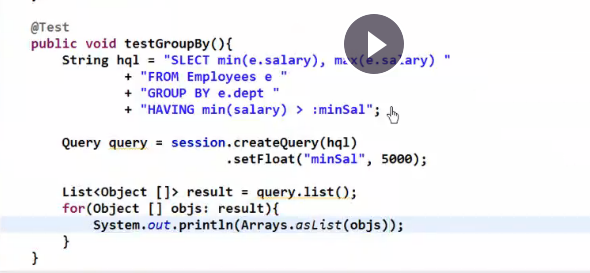 @Test
public void testGroupBy(){
String hql = "SLECT min(e.salary), max(e.salary) "
+ "FROM Employees e "
+ "GROUP BY e.dept "
+ "HAVING min(salary) > :minSal";
Query query = session.createQuery(hql)
.setFloat("minSal", 5000);
List<Object []> result = query.list();
for(Object [] objs: result){
System.out.println(Arrays.asList(objs));
}
}